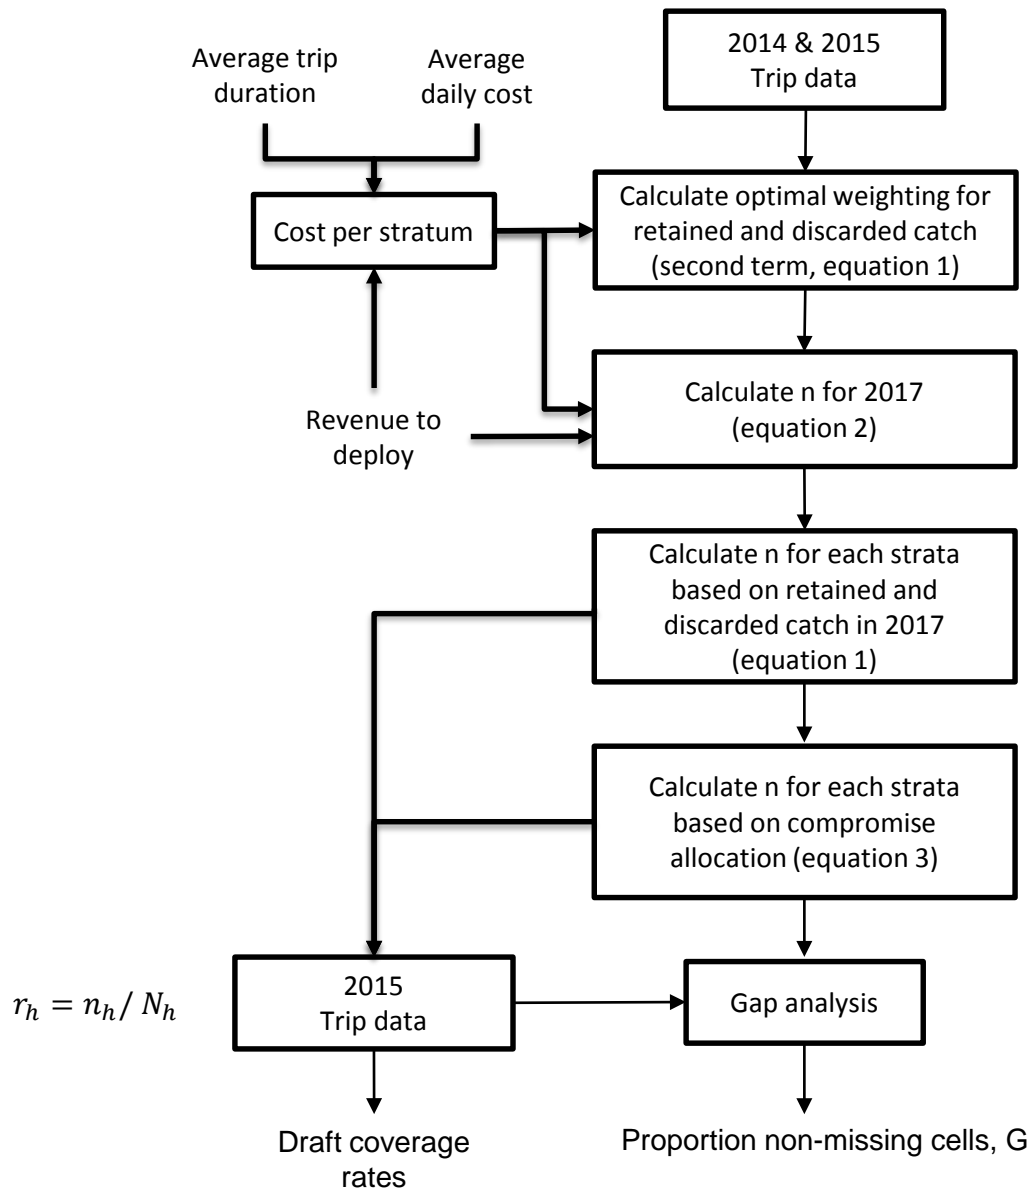 Average trip
duration
Average
daily cost
2014 & 2015
Trip data
Cost per stratum
Calculate optimal weighting for
retained and discarded catch
(second term, equation 1)
Revenue to
deploy
Calculate n for 2017
(equation 2)
Calculate n for each strata
based on retained and
discarded catch in 2017
(equation 1)
Calculate n for each strata
based on compromise
allocation (equation 3)
r_h = n_h / N_h
2015
Trip data
Gap analysis
Draft coverage
rates
Proportion non-missing cells, G